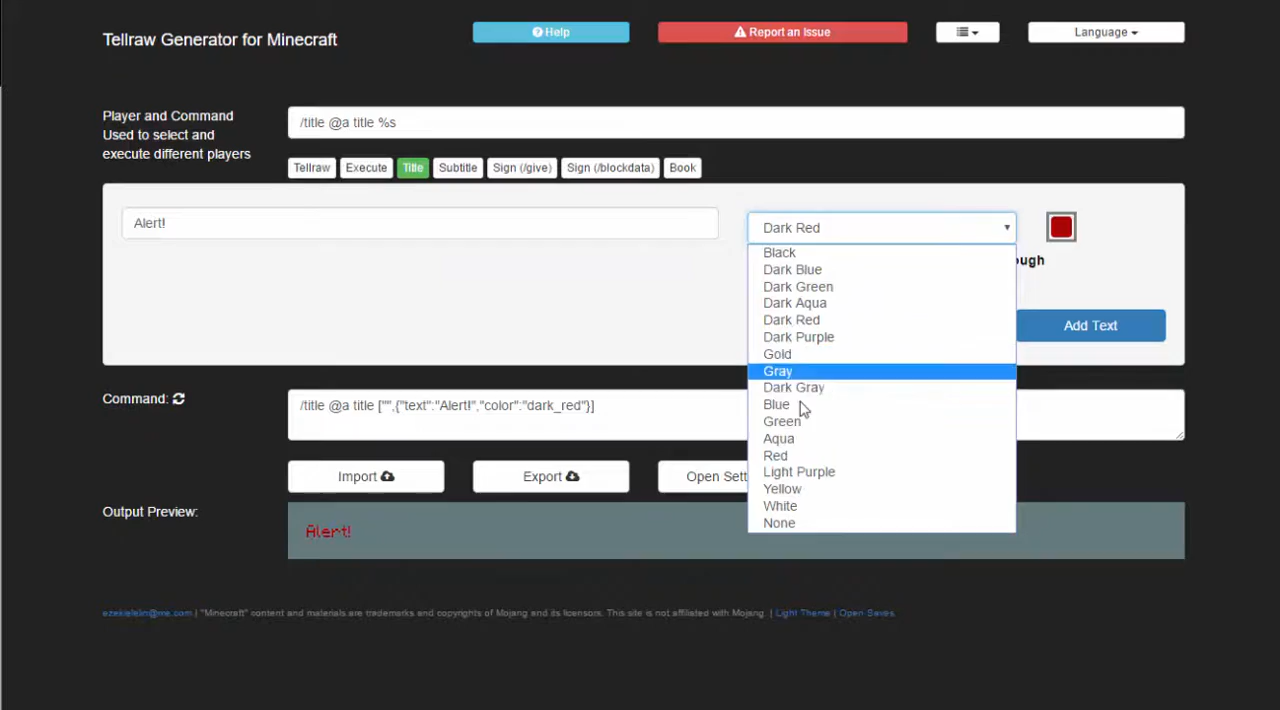 Tellraw Generator for Minecraft
Help
Report an Issue
Language
Player and Command
Used to select and
execute different players
/title @a title %s
Tellraw
Execute
Title
Subtitle
Sign (/give)
Sign (/blockdata)
Book
Alert!
Dark Red
Black
Dark Blue
Dark Green
Dark Aqua
Dark Red
Dark Purple
Gold
Gray
Dark Gray
Blue
Green
Aqua
Red
Light Purple
Yellow
White
None
ough
Add Text
Command:
/title @a title ["",{"text":"Alert!","color":"dark_red"}]
Import
Export
Open Sett
Output Preview:
Alert!
| "Minecraft" content and materials are trademarks and copyrights of Mojang and its licensors. This site is not affiliated with Mojang. | Light Theme | Open Saves